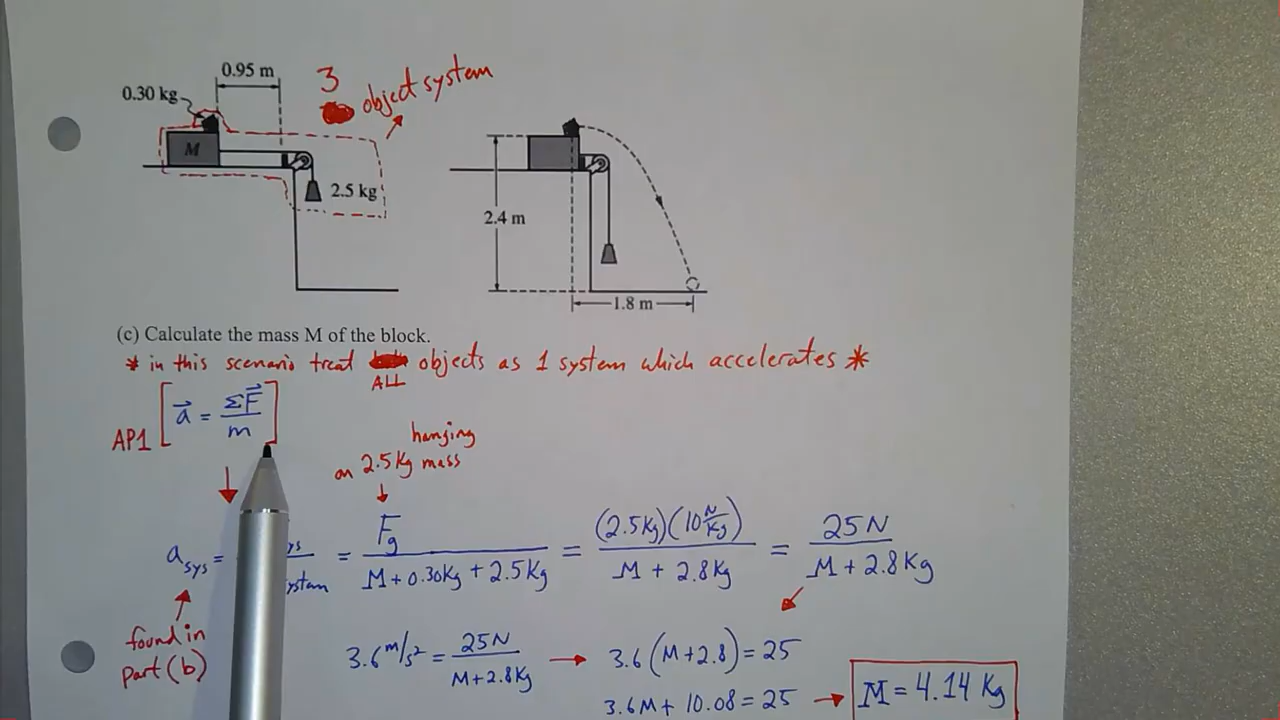 0.95 m
0.30 kg
3
object system
M
2.5 kg
2.4 m
1.8 m
(c) Calculate the mass M of the block.
* in this scenario treat objects as 1 system which accelerates *
ALL
AP1 [a⃗ = ΣF⃗ / m]
hanging
on 2.5Kg mass
a_sys = = F_g / (M + 0.30Kg + 2.5Kg) = (2.5Kg)(10 N/Kg) / (M + 2.8Kg) = 25N / (M + 2.8Kg)
found in
part (b)
3.6 m/s² = 25N / (M + 2.8Kg) → 3.6(M + 2.8) = 25
3.6M + 10.08 = 25 → M = 4.14 Kg